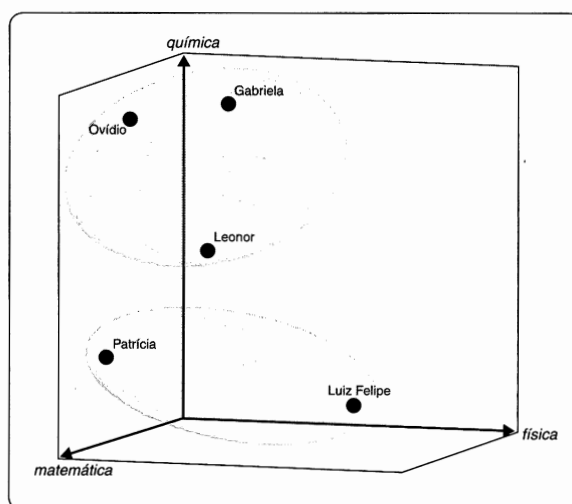 química
Gabriela
Ovídio
Leonor
Patrícia
Luiz Felipe
física
matemática